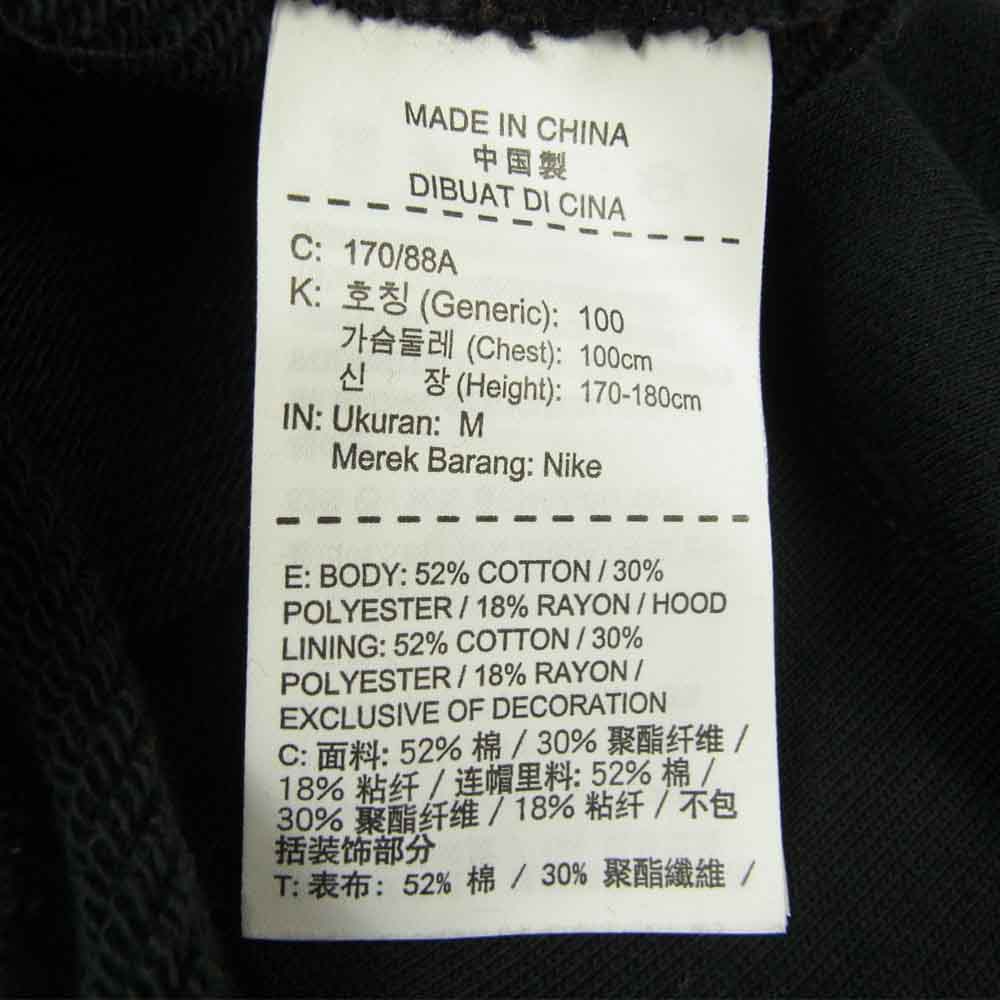 MADE IN CHINA
中国製
DIBUAT DI CINA
C: 170/88A
K: 호칭 (Generic): 100
가슴둘레 (Chest): 100cm
신 장 (Height): 170-180cm
IN: Ukuran: M
Merek Barang: Nike
E: BODY: 52% COTTON / 30%
POLYESTER / 18% RAYON / HOOD
LINING: 52% COTTON / 30%
POLYESTER / 18% RAYON /
EXCLUSIVE OF DECORATION
C: 面料: 52% 棉 / 30% 聚酯纤维 /
18% 粘纤 / 连帽里料: 52% 棉 /
30% 聚酯纤维 / 18% 粘纤 / 不包
括装饰部分
T: 表布: 52% 棉 / 30% 聚酯纖維 /